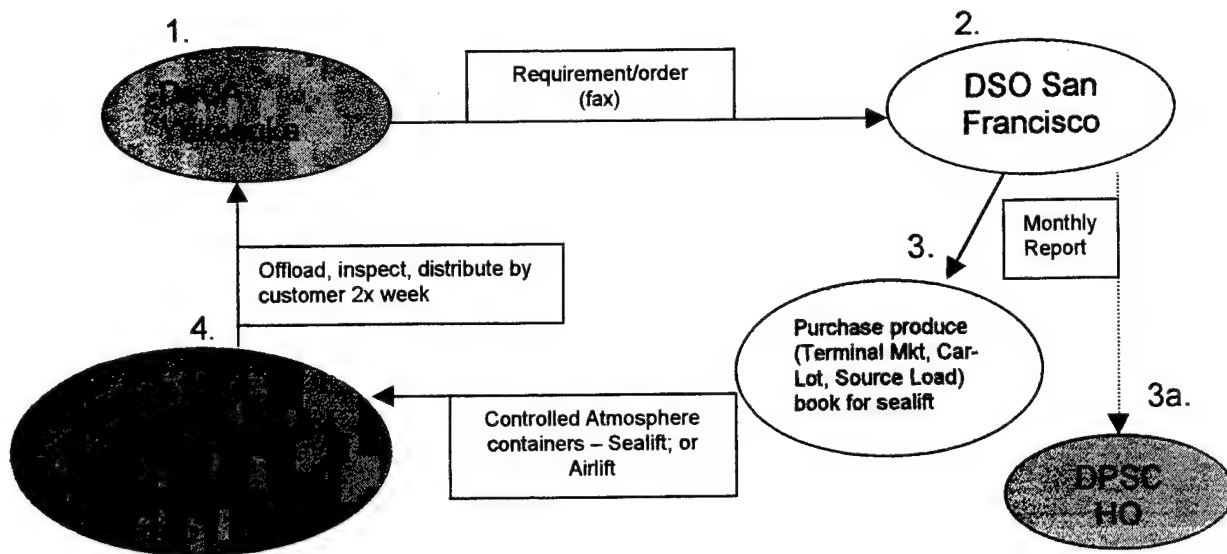 1.
Requirement/order
(fax)
2.
DSO San
Francisco
Monthly
Report
3.
Purchase produce
(Terminal Mkt, Car-
Lot, Source Load)
book for sealift
3a.
DPSC
HQ
Controlled Atmosphere
containers – Sealift; or
Airlift
4.
Offload, inspect, distribute by
customer 2x week